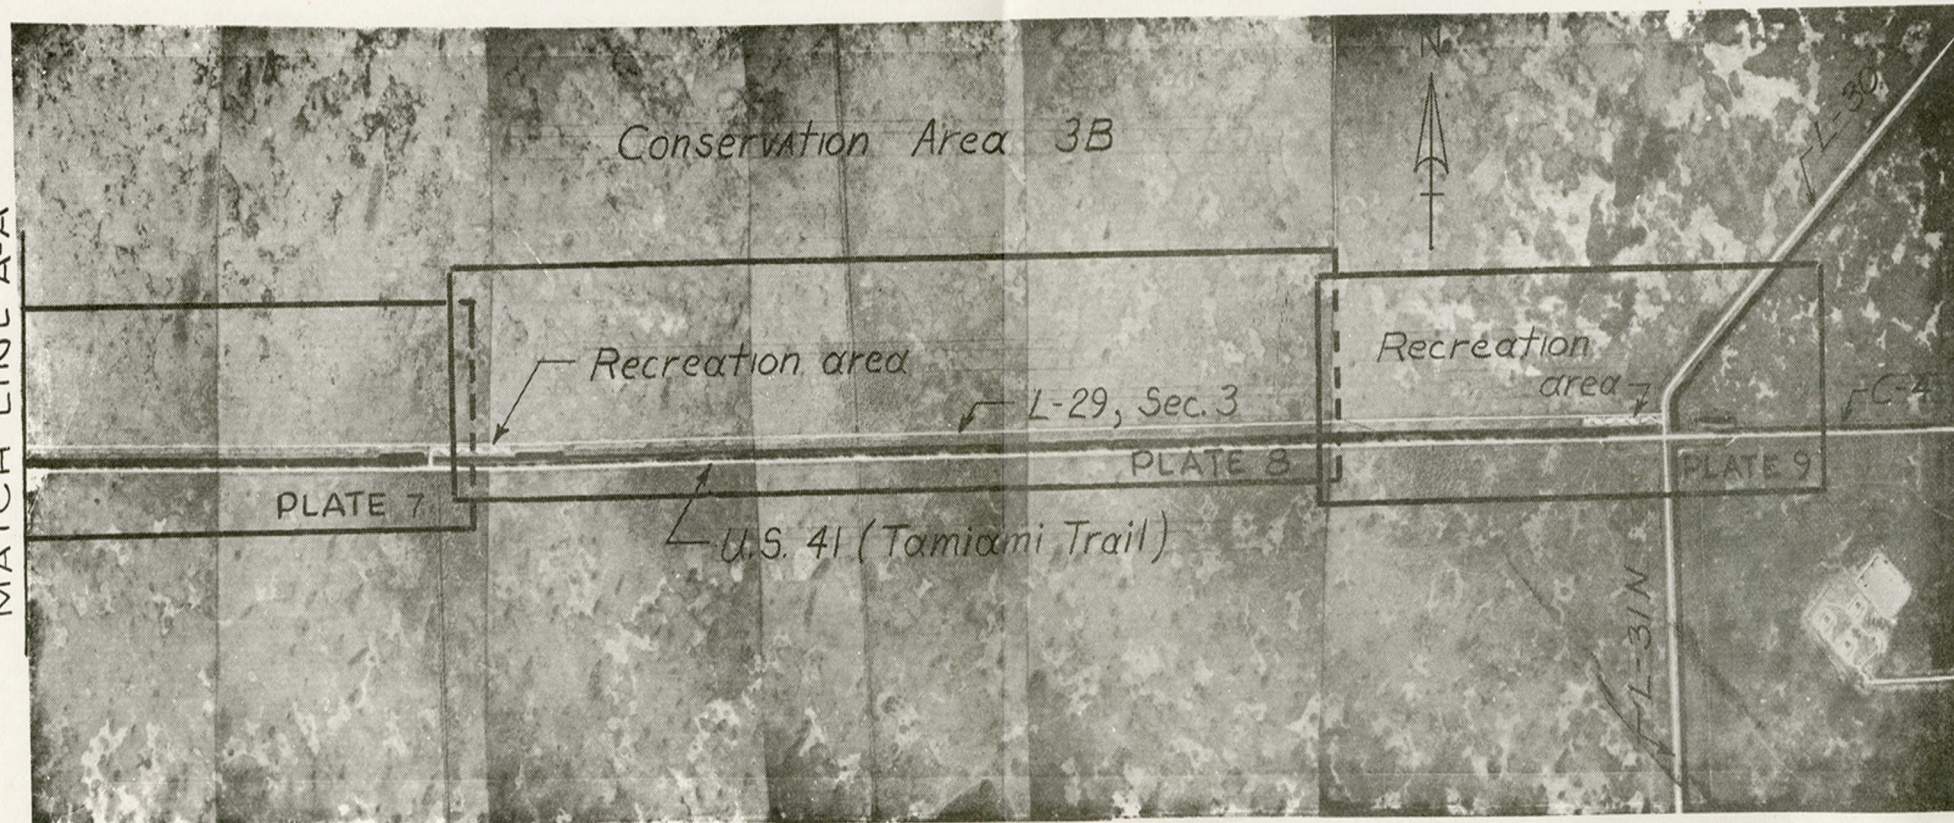 N
L-30
Conservation Area 3B
MATCH LINE A-A
Recreation area
L-29, Sec. 3
Recreation
area
C-4
PLATE 7
PLATE 8
PLATE 9
U.S. 41 (Tamiami Trail)
L-31N